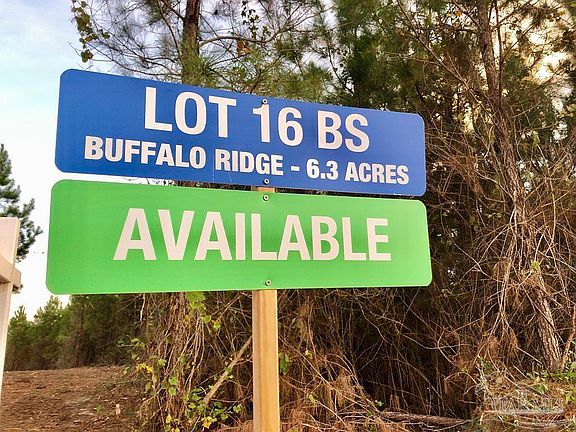 LOT 16 BS
BUFFALO RIDGE - 6.3 ACRES
AVAILABLE